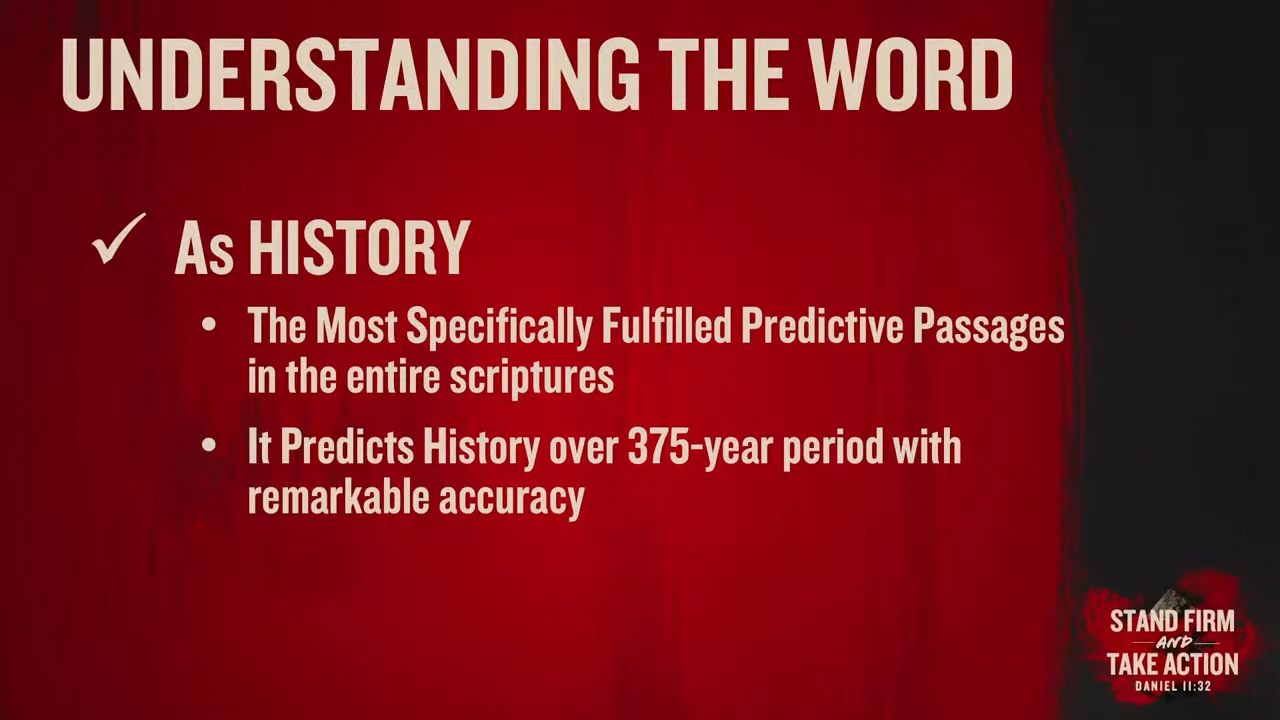 UNDERSTANDING THE WORD
✓ As HISTORY
• The Most Specifically Fulfilled Predictive Passages
in the entire scriptures
• It Predicts History over 375-year period with
remarkable accuracy
STAND FIRM
AND
TAKE ACTION
DANIEL 11:32